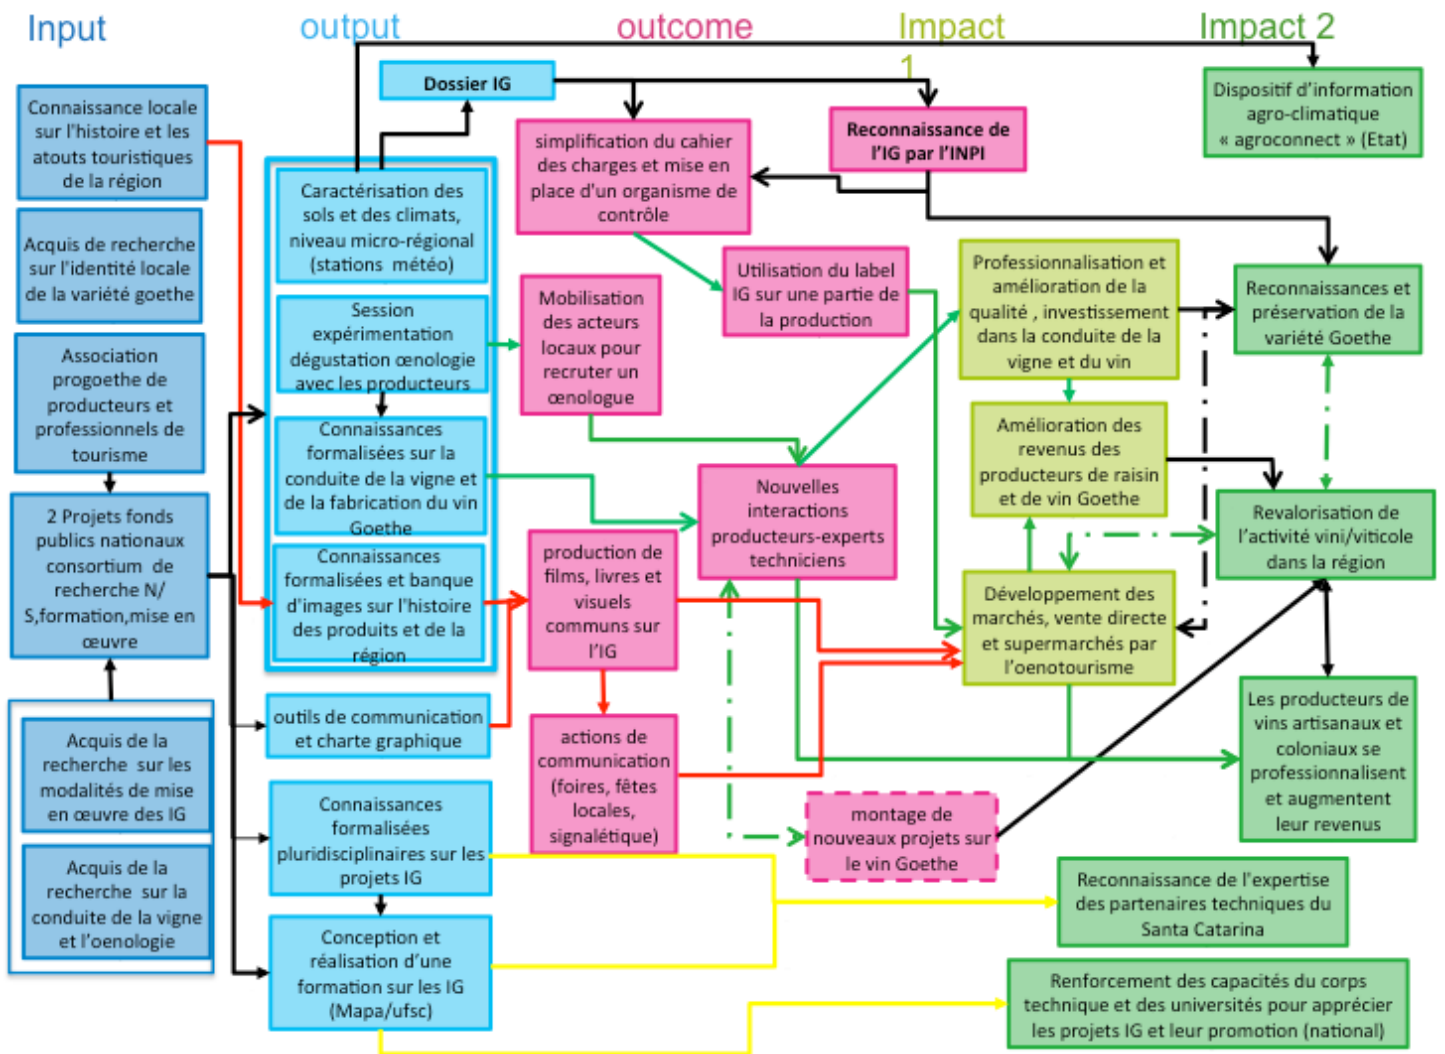 Input
output
outcome
Impact
1
Impact 2
Connaissance locale
sur l'histoire et les
atouts touristiques
de la région
Acquis de recherche
sur l'identité locale
de la variété goethe
Association
progoethe de
producteurs et
professionnels de
tourisme
2 Projets fonds
publics nationaux
consortium de
recherche N/
S,formation,mise en
œuvre
Acquis de la
recherche sur les
modalités de mise
en œuvre des IG
Acquis de la
recherche sur la
conduite de la vigne
et l'oenologie
Dossier IG
Caractérisation des
sols et des climats,
niveau micro-régional
(stations météo)
Session
expérimentation
dégustation œnologie
avec les producteurs
Connaissances
formalisées sur la
conduite de la vigne et
de la fabrication du vin
Goethe
Connaissances
formalisées et banque
d'images sur l'histoire
des produits et de la
région
outils de communication
et charte graphique
Connaissances
formalisées
pluridisciplinaires sur les
projets IG
Conception et
réalisation d'une
formation sur les IG
(Mapa/ufsc)
simplification du cahier
des charges et mise en
place d'un organisme de
contrôle
Reconnaissance de
l'IG par l'INPI
Utilisation du label
IG sur une partie de
la production
Mobilisation
des acteurs
locaux pour
recruter un
œnologue
Nouvelles
interactions
producteurs-experts
techniciens
production de
films, livres et
visuels
communs sur
l'IG
actions de
communication
(foires, fêtes
locales,
signalétique)
montage de
nouveaux projets sur
le vin Goethe
Professionnalisation et
amélioration de la
qualité , investissement
dans la conduite de la
vigne et du vin
Amélioration des
revenus des
producteurs de raisin
et de vin Goethe
Développement des
marchés, vente directe
et supermarchés par
l'oenotourisme
Dispositif d'information
agro-climatique
« agroconnect » (Etat)
Reconnaissances et
préservation de la
variété Goethe
Revalorisation de
l'activité vini/viticole
dans la région
Les producteurs de
vins artisanaux et
coloniaux se
professionnalisent
et augmentent
leur revenus
Reconnaissance de l'expertise
des partenaires techniques du
Santa Catarina
Renforcement des capacités du corps
technique et des universités pour apprécier
les projets IG et leur promotion (national)